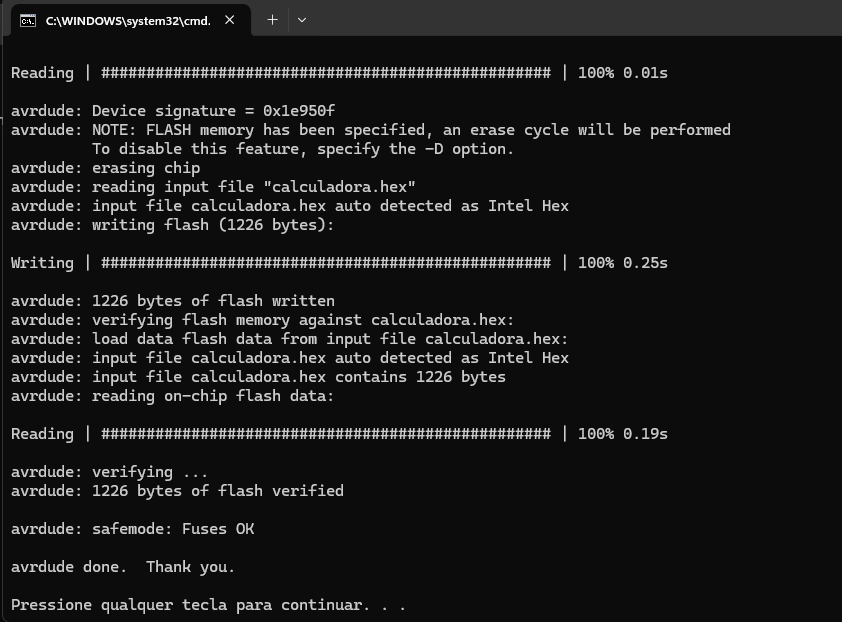 C:\WINDOWS\system32\cmd.
Reading | ################################################## | 100% 0.01s
avrdude: Device signature = 0x1e950f
avrdude: NOTE: FLASH memory has been specified, an erase cycle will be performed
To disable this feature, specify the -D option.
avrdude: erasing chip
avrdude: reading input file "calculadora.hex"
avrdude: input file calculadora.hex auto detected as Intel Hex
avrdude: writing flash (1226 bytes):
Writing | ################################################## | 100% 0.25s
avrdude: 1226 bytes of flash written
avrdude: verifying flash memory against calculadora.hex:
avrdude: load data flash data from input file calculadora.hex:
avrdude: input file calculadora.hex auto detected as Intel Hex
avrdude: input file calculadora.hex contains 1226 bytes
avrdude: reading on-chip flash data:
Reading | ################################################## | 100% 0.19s
avrdude: verifying ...
avrdude: 1226 bytes of flash verified
avrdude: safemode: Fuses OK
avrdude done.  Thank you.
Pressione qualquer tecla para continuar. . .